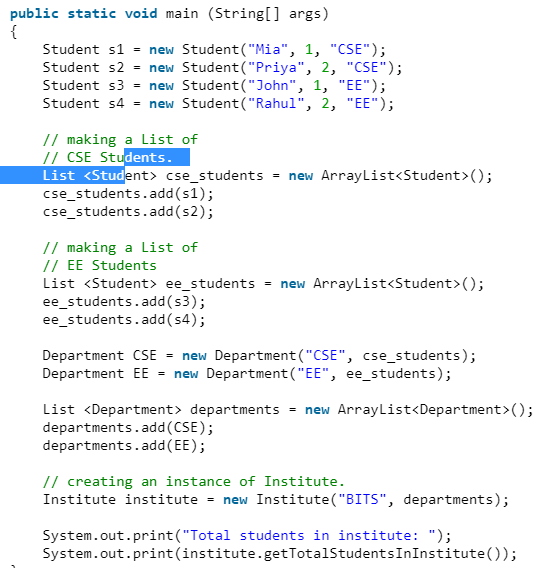 public static void main (String[] args)
{
    Student s1 = new Student("Mia", 1, "CSE");
    Student s2 = new Student("Priya", 2, "CSE");
    Student s3 = new Student("John", 1, "EE");
    Student s4 = new Student("Rahul", 2, "EE");

    // making a List of
    // CSE Students.
    List <Student> cse_students = new ArrayList<Student>();
    cse_students.add(s1);
    cse_students.add(s2);

    // making a List of
    // EE Students
    List <Student> ee_students = new ArrayList<Student>();
    ee_students.add(s3);
    ee_students.add(s4);

    Department CSE = new Department("CSE", cse_students);
    Department EE = new Department("EE", ee_students);

    List <Department> departments = new ArrayList<Department>();
    departments.add(CSE);
    departments.add(EE);

    // creating an instance of Institute.
    Institute institute = new Institute("BITS", departments);

    System.out.print("Total students in institute: ");
    System.out.print(institute.getTotalStudentsInInstitute());
}